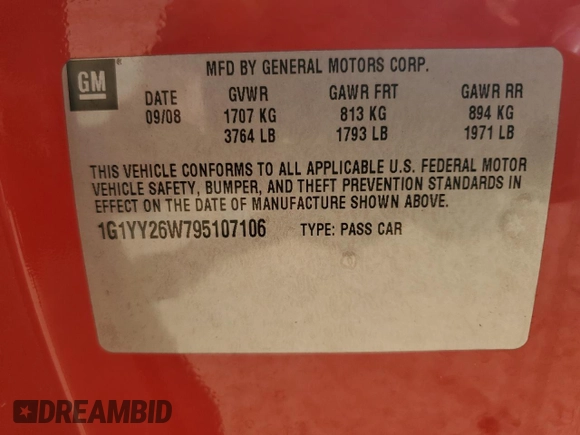 GM
MFD BY GENERAL MOTORS CORP.
DATE GVWR GAWR FRT GAWR RR
09/08 1707 KG 813 KG 894 KG
3764 LB 1793 LB 1971 LB
THIS VEHICLE CONFORMS TO ALL APPLICABLE U.S. FEDERAL MOTOR
VEHICLE SAFETY, BUMPER, AND THEFT PREVENTION STANDARDS IN
EFFECT ON THE DATE OF MANUFACTURE SHOWN ABOVE.
1G1YY26W795107106 TYPE: PASS CAR
DREAMBID